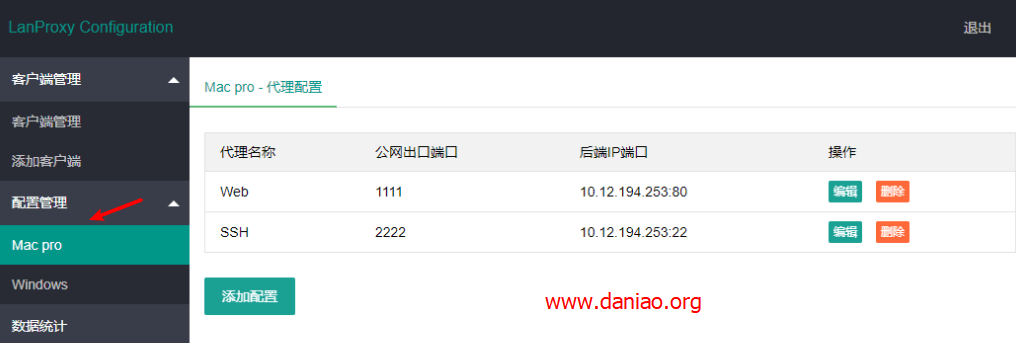 LanProxy Configuration 退出
客户端管理
客户端管理
添加客户端
配置管理
Mac pro
Windows
数据统计
Mac pro - 代理配置
代理名称 公网出口端口 后端IP端口 操作
Web 1111 10.12.194.253:80 编辑 删除
SSH 2222 10.12.194.253:22 编辑 删除
添加配置
www.daniao.org